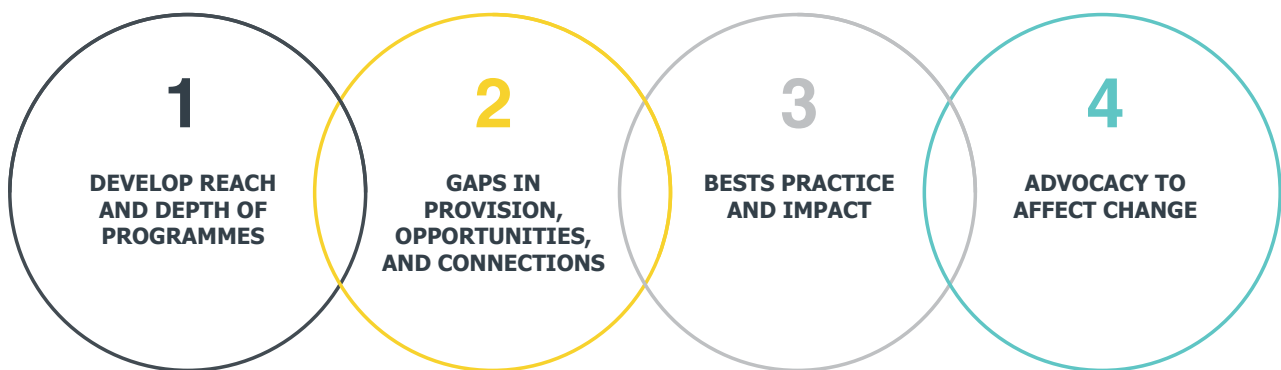 1
DEVELOP REACH
AND DEPTH OF
PROGRAMMES
2
GAPS IN
PROVISION,
OPPORTUNITIES,
AND CONNECTIONS
3
BESTS PRACTICE
AND IMPACT
4
ADVOCACY TO
AFFECT CHANGE